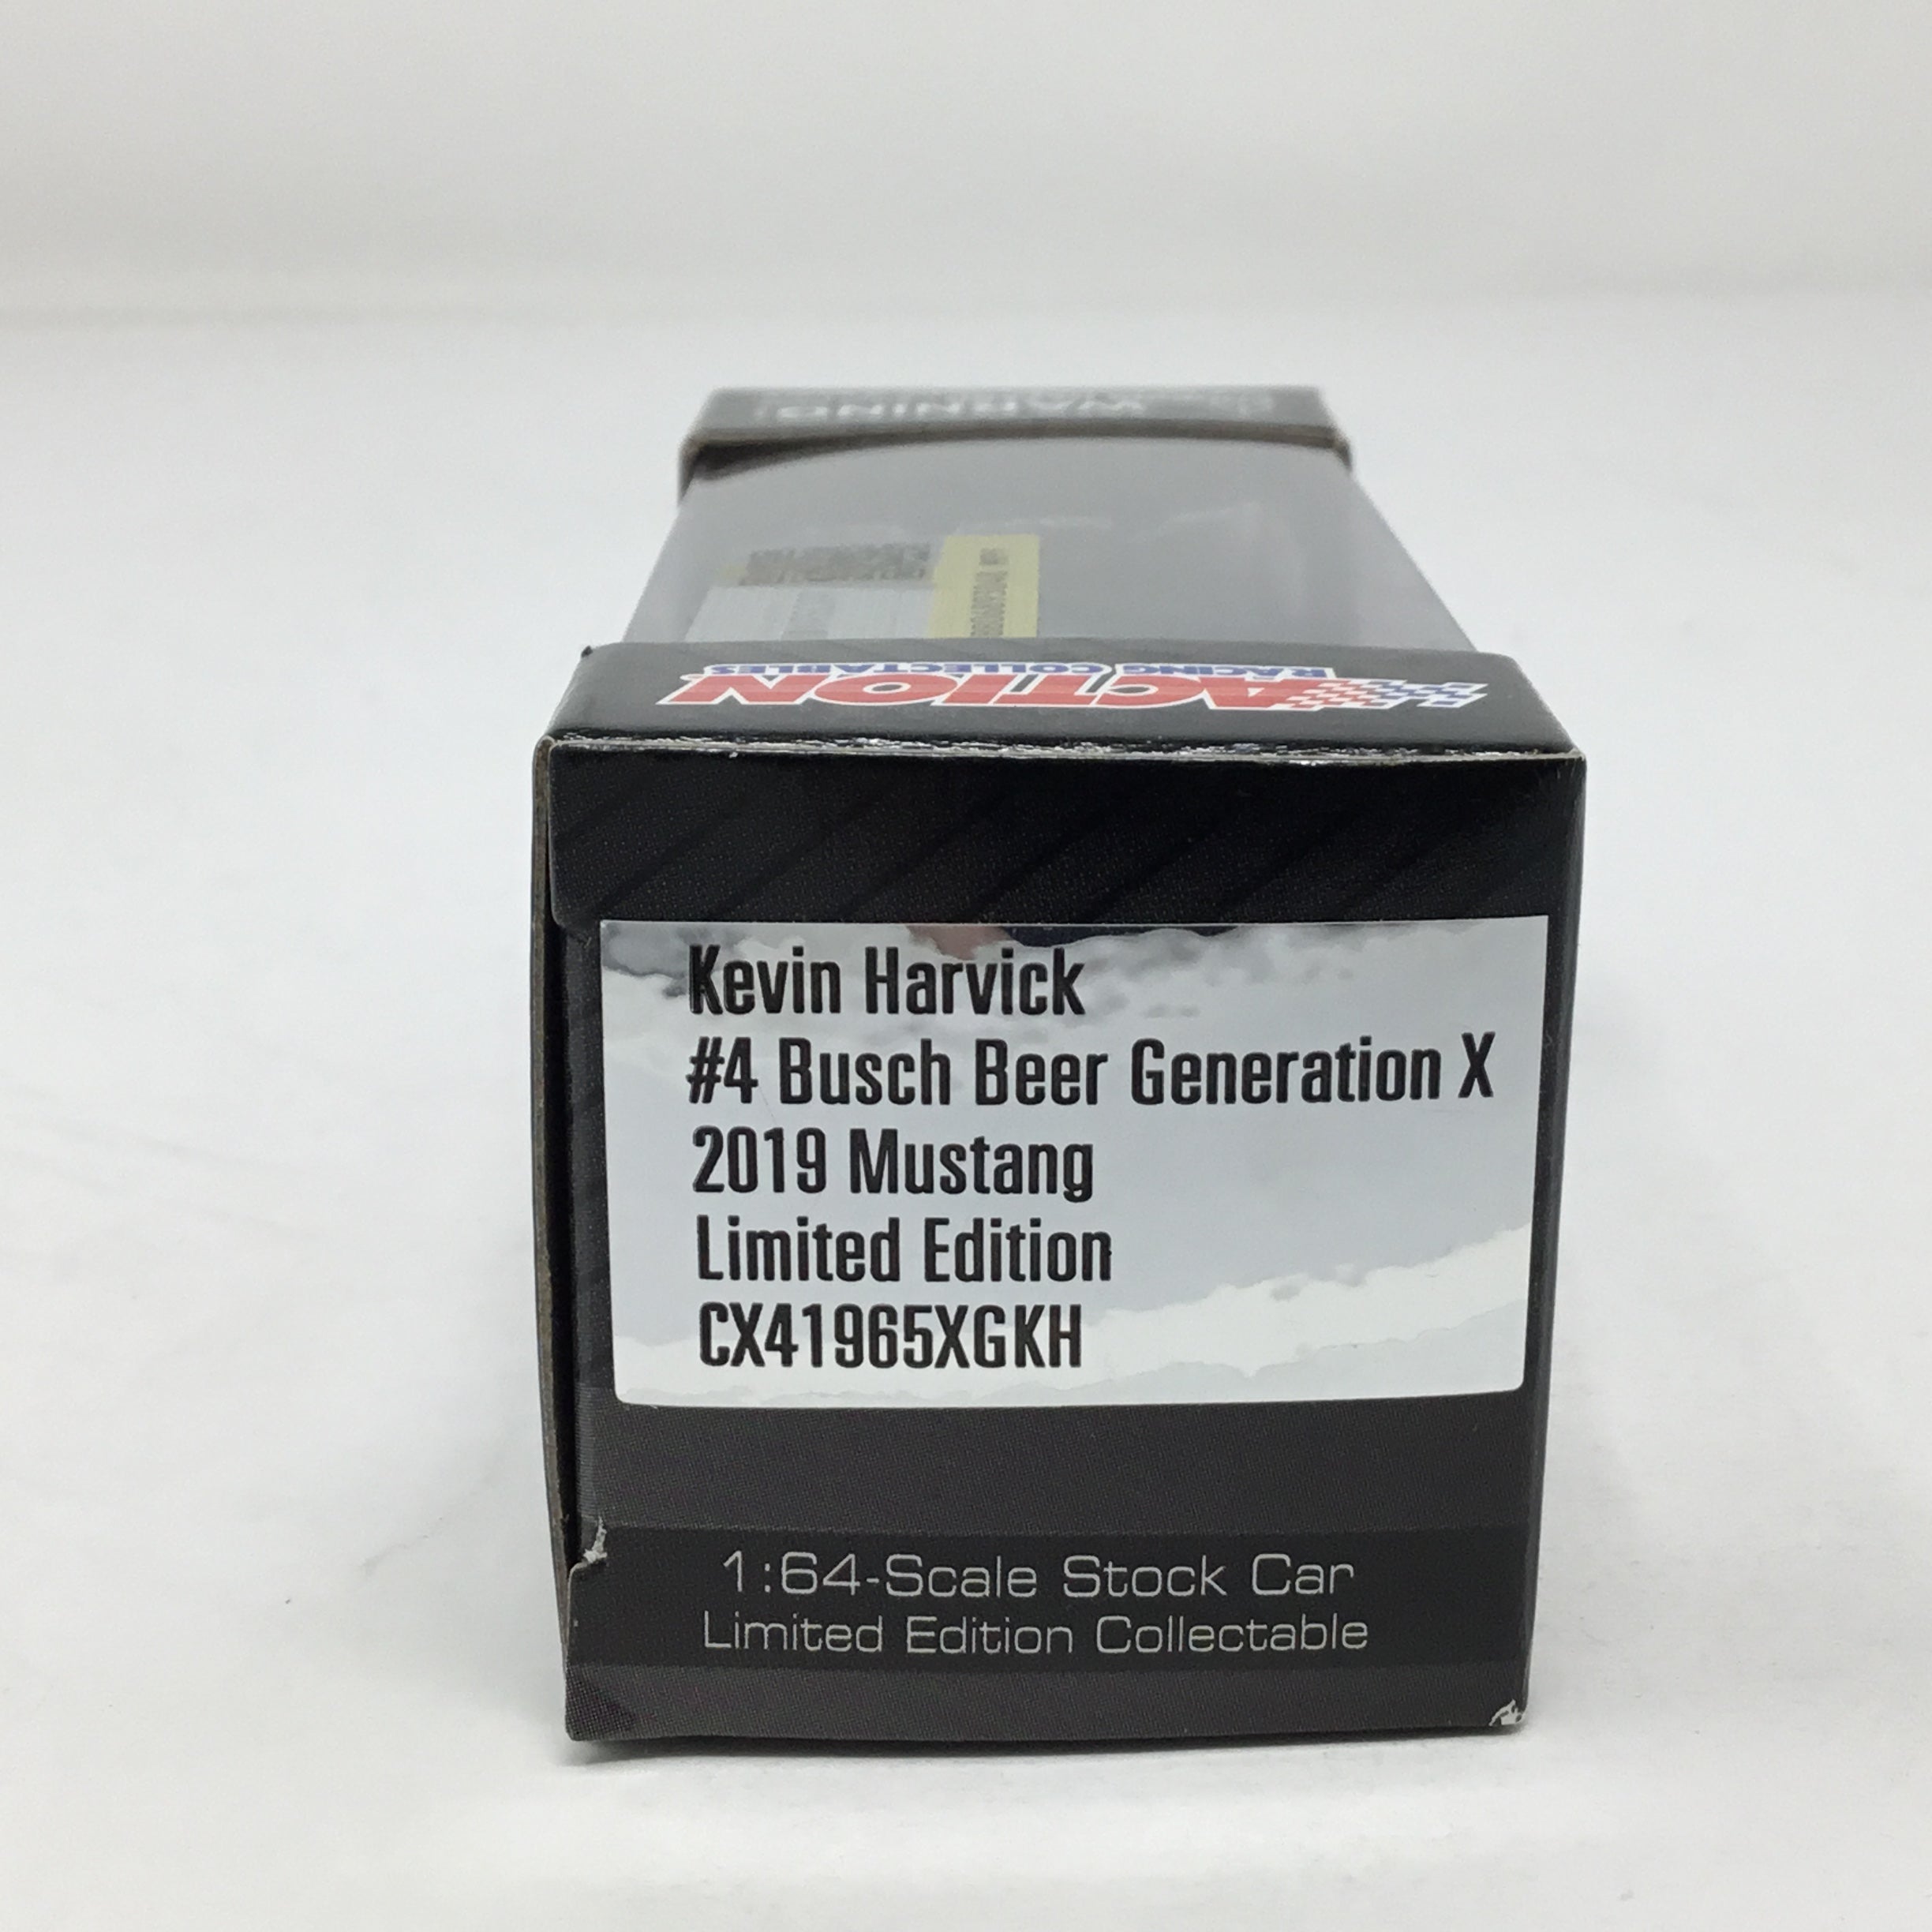 WARNING
ACTION
RACING COLLECTABLES
Kevin Harvick
#4 Busch Beer Generation X
2019 Mustang
Limited Edition
CX41965XGKH
1:64-Scale Stock Car
Limited Edition Collectable